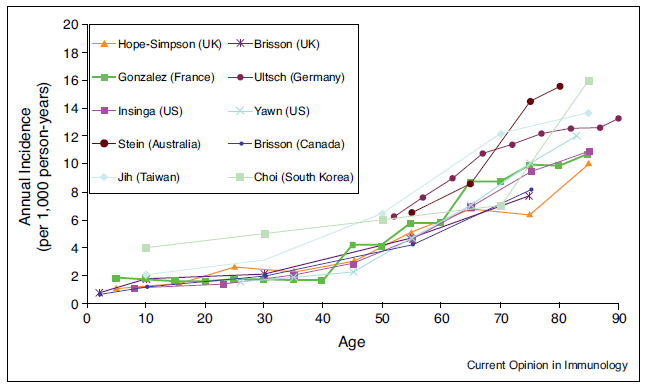 20
18
16
14
12
10
8
6
4
2
0
Annual Incidence
(per 1,000 person-years)
Hope-Simpson (UK)
Brisson (UK)
Gonzalez (France)
Ultsch (Germany)
Insinga (US)
Yawn (US)
Stein (Australia)
Brisson (Canada)
Jih (Taiwan)
Choi (South Korea)
0 10 20 30 40 50 60 70 80 90
Age
Current Opinion in Immunology